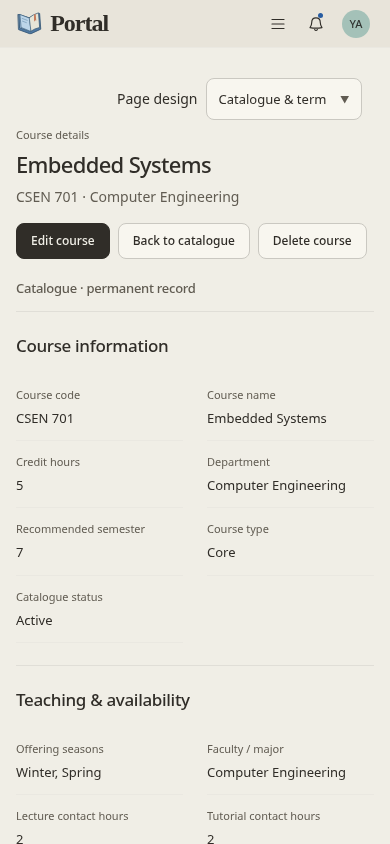 Portal
YA
Page design
Catalogue & term
Course details
Embedded Systems
CSEN 701 · Computer Engineering
Edit course
Back to catalogue
Delete course
Catalogue · permanent record
Course information
Course code
Course name
CSEN 701
Embedded Systems
Credit hours
Department
5
Computer Engineering
Recommended semester
Course type
7
Core
Catalogue status
Active
Teaching & availability
Offering seasons
Faculty / major
Winter, Spring
Computer Engineering
Lecture contact hours
Tutorial contact hours
2
2